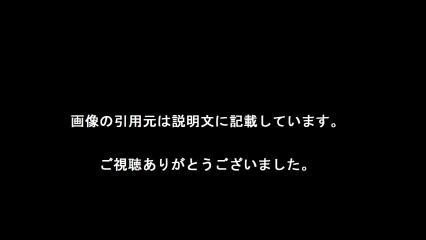 画像の引用元は説明文に記載しています。
ご視聴ありがとうございました。